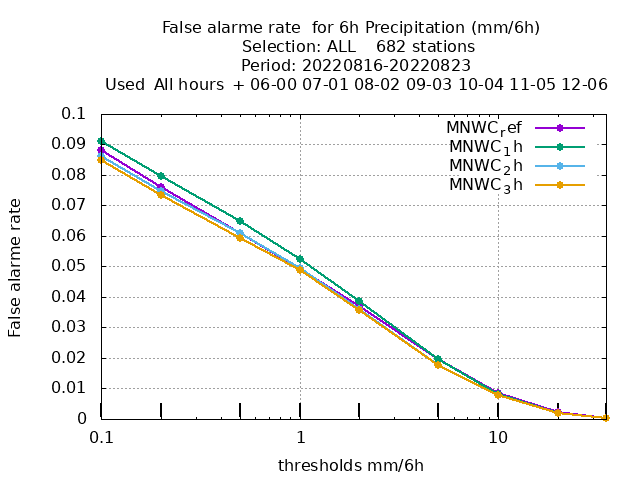 False alarme rate  for 6h Precipitation (mm/6h)
Selection: ALL    682 stations
Period: 20220816-20220823
Used  All hours  + 06-00 07-01 08-02 09-03 10-04 11-05 12-06
MNWC_ref
MNWC_1h
MNWC_2h
MNWC_3h
0.1
0.09
0.08
0.07
0.06
0.05
0.04
0.03
0.02
0.01
0
False alarme rate
0.1 1 10
thresholds mm/6h